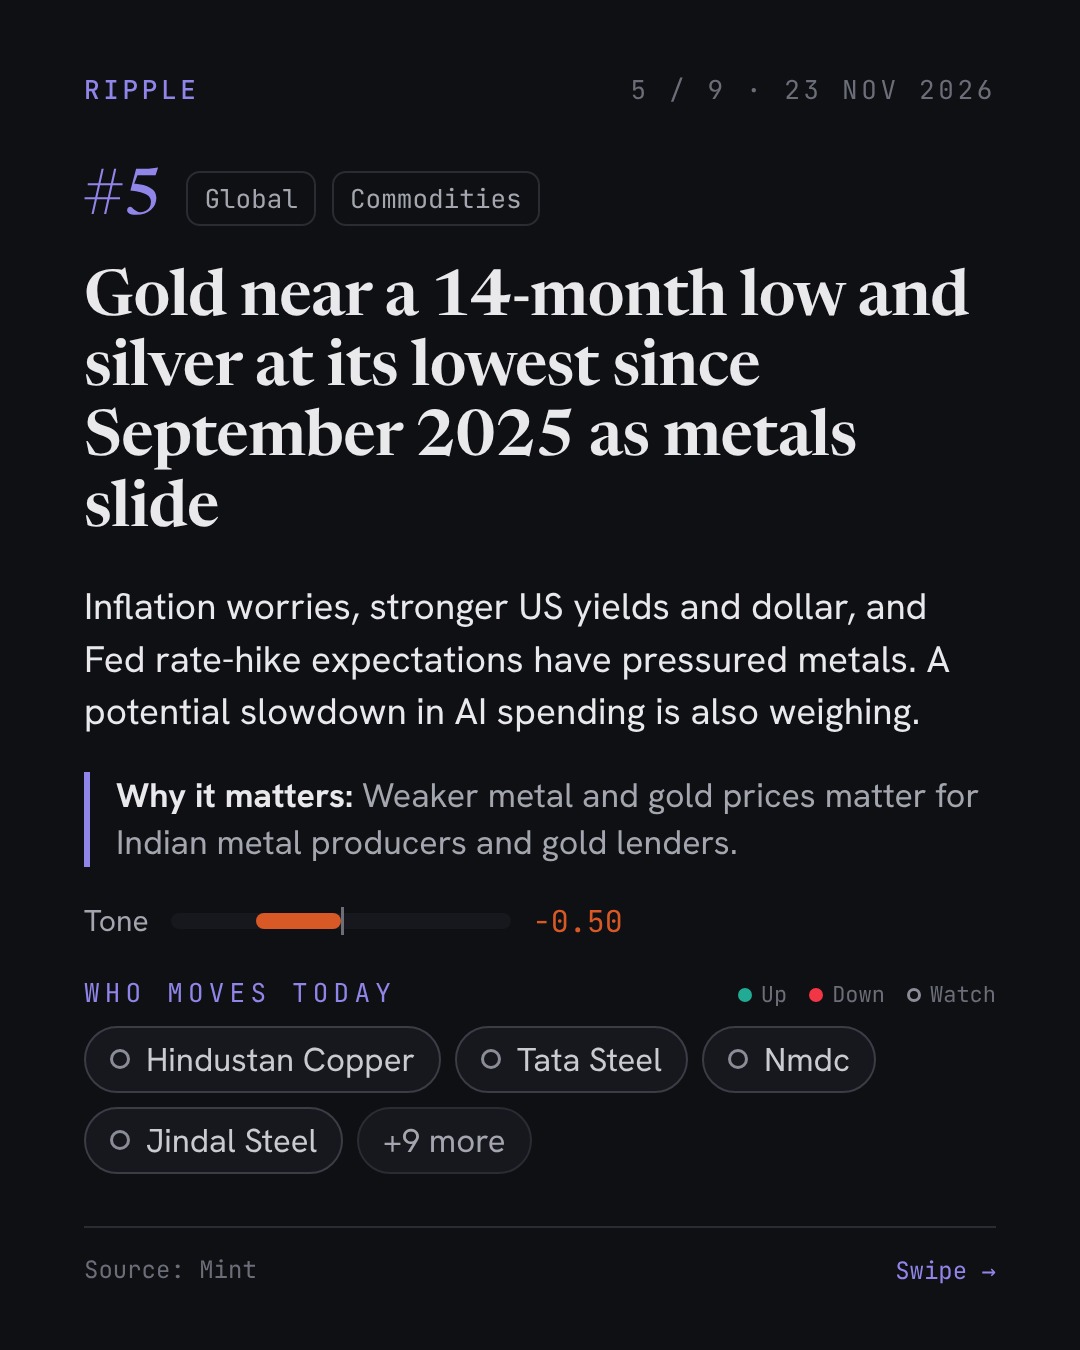 RIPPLE
5 / 9 · 23 NOV 2026
#5 Global Commodities
Gold near a 14-month low and
silver at its lowest since
September 2025 as metals
slide
Inflation worries, stronger US yields and dollar, and
Fed rate-hike expectations have pressured metals. A
potential slowdown in AI spending is also weighing.
Why it matters: Weaker metal and gold prices matter for
Indian metal producers and gold lenders.
Tone -0.50
WHO MOVES TODAY
Up Down Watch
Hindustan Copper Tata Steel Nmdc
Jindal Steel +9 more
Source: Mint
Swipe →